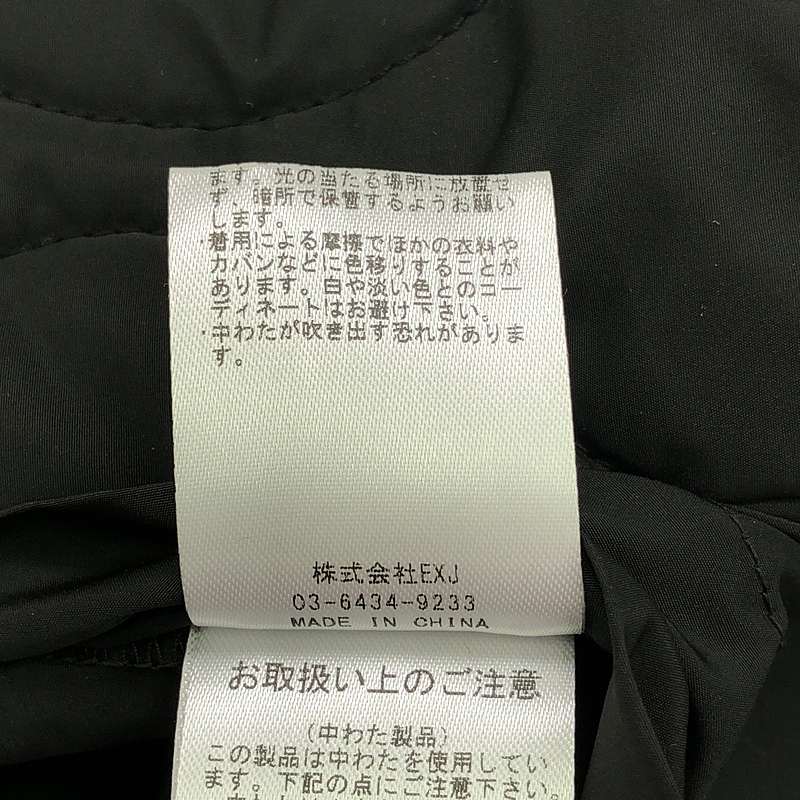 ます。光の当たる場所に放置せ
ず、暗所で保管するようお願い
します。
・着用による摩擦でほかの衣料や
カバンなどに色移りすることが
あります。白や淡い色とのコー
ディネートはお避け下さい。
・中わたが吹き出す恐れがありま
す。
株式会社EXJ
03-6434-9233
MADE IN CHINA
お取扱い上のご注意
(中わた製品)
この製品は中わたを使用してい
ます。下記の点にご注意下さい。